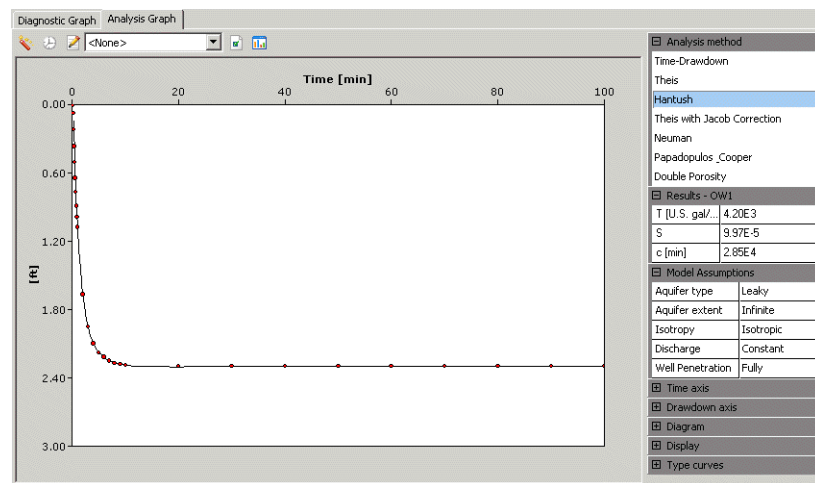 Diagnostic Graph Analysis Graph
<None>
Time [min]
0 20 40 60 80 100
0.00
0.60
1.20
1.80
2.40
3.00
[ft]
Analysis method
Time-Drawdown
Theis
Hantush
Theis with Jacob Correction
Neuman
Papadopulos _Cooper
Double Porosity
Results - OW1
T [U.S. gal/... 4.20E3
S 9.97E-5
c [min] 2.85E4
Model Assumptions
Aquifer type Leaky
Aquifer extent Infinite
Isotropy Isotropic
Discharge Constant
Well Penetration Fully
Time axis
Drawdown axis
Diagram
Display
Type curves